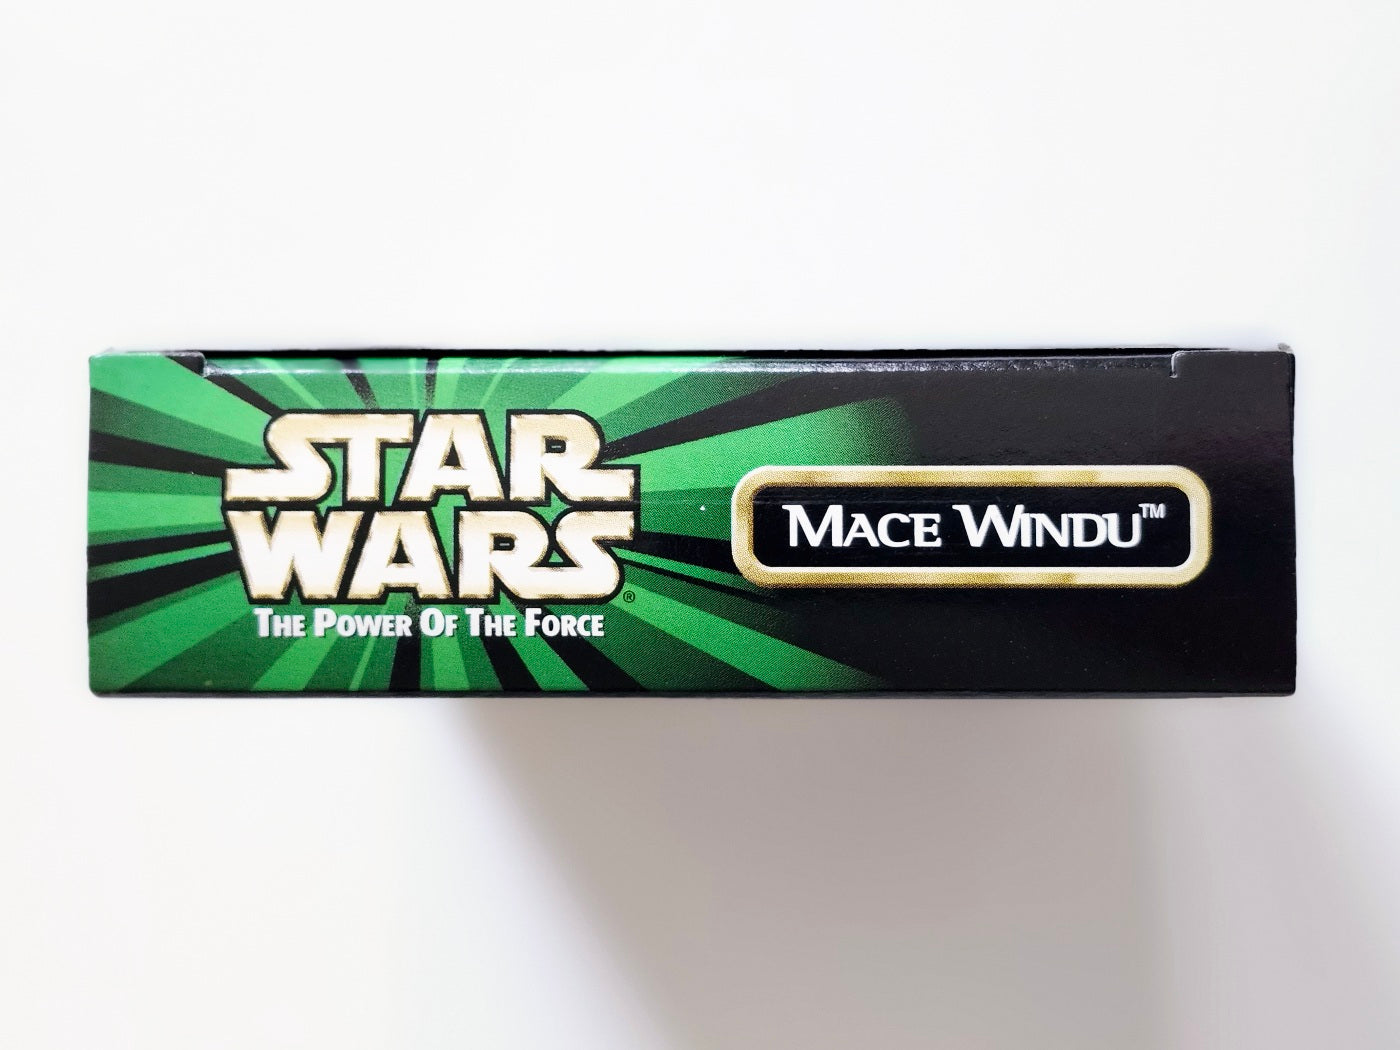 STAR
WARS®
THE POWER OF THE FORCE
MACE WINDU™